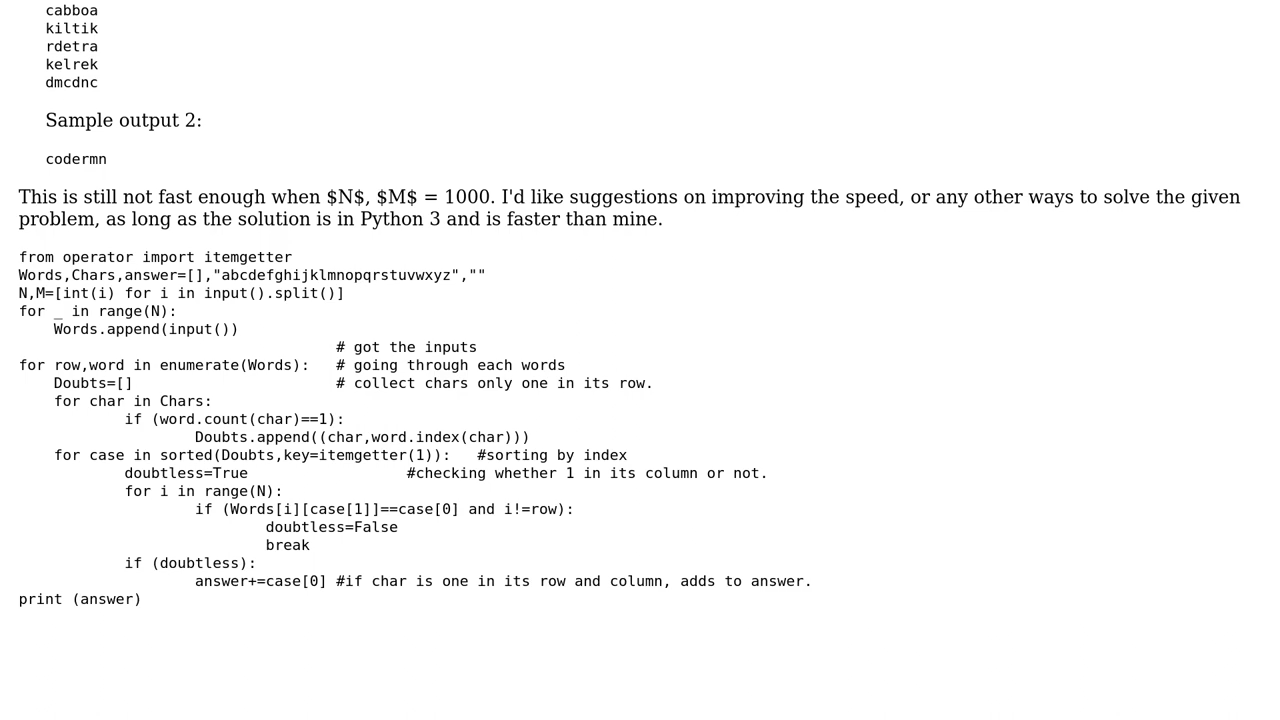 cabboa
kiltik
rdetra
kelrek
dmcdnc
Sample output 2:
codermn
This is still not fast enough when $N$, $M$ = 1000. I'd like suggestions on improving the speed, or any other ways to solve the given
problem, as long as the solution is in Python 3 and is faster than mine.
from operator import itemgetter
Words,Chars,answer=[],"abcdefghijklmnopqrstuvwxyz",""
N,M=[int(i) for i in input().split()]
for _ in range(N):
    Words.append(input())
                                    # got the inputs
for row,word in enumerate(Words):   # going through each words
    Doubts=[]                       # collect chars only one in its row.
    for char in Chars:
            if (word.count(char)==1):
                    Doubts.append((char,word.index(char)))
    for case in sorted(Doubts,key=itemgetter(1)):   #sorting by index
            doubtless=True                  #checking whether 1 in its column or not.
            for i in range(N):
                    if (Words[i][case[1]]==case[0] and i!=row):
                            doubtless=False
                            break
            if (doubtless):
                    answer+=case[0] #if char is one in its row and column, adds to answer.
print (answer)